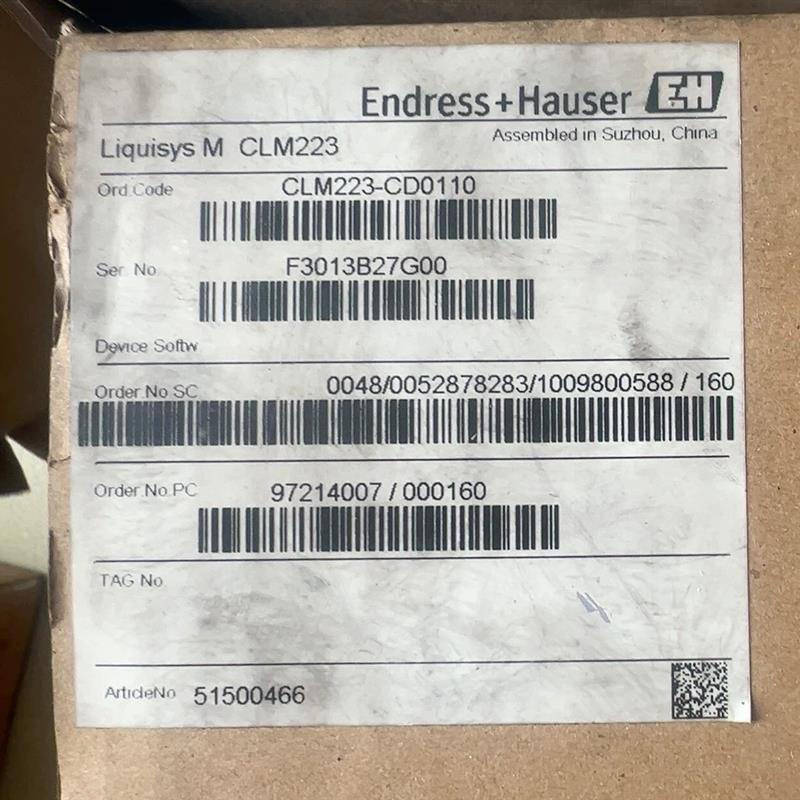 Endress+Hauser EH
Assembled in Suzhou, China
Liquisys M CLM223
Ord.Code CLM223-CD0110
Ser. No F3013B27G00
Device Softw
Order.No SC 0048/0052878283/1009800588 / 160
Order.No.PC 97214007 / 000160
TAG No.
4
ArticleNo 51500466